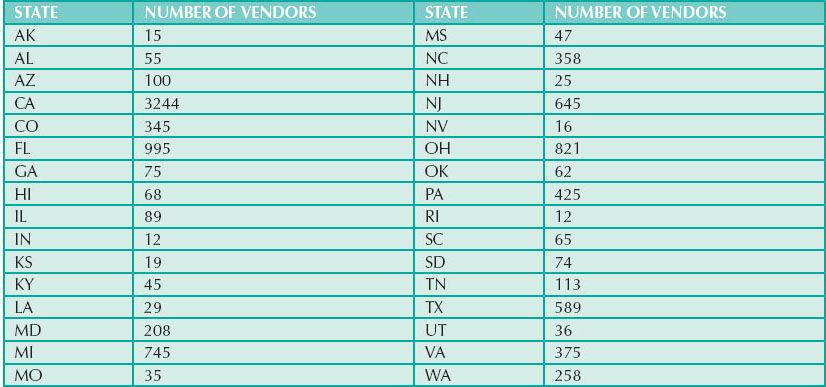 STATE NUMBER OF VENDORS STATE NUMBER OF VENDORS
AK 15 MS 47
AL 55 NC 358
AZ 100 NH 25
CA 3244 NJ 645
CO 345 NV 16
FL 995 OH 821
GA 75 OK 62
HI 68 PA 425
IL 89 RI 12
IN 12 SC 65
KS 19 SD 74
KY 45 TN 113
LA 29 TX 589
MD 208 UT 36
MI 745 VA 375
MO 35 WA 258